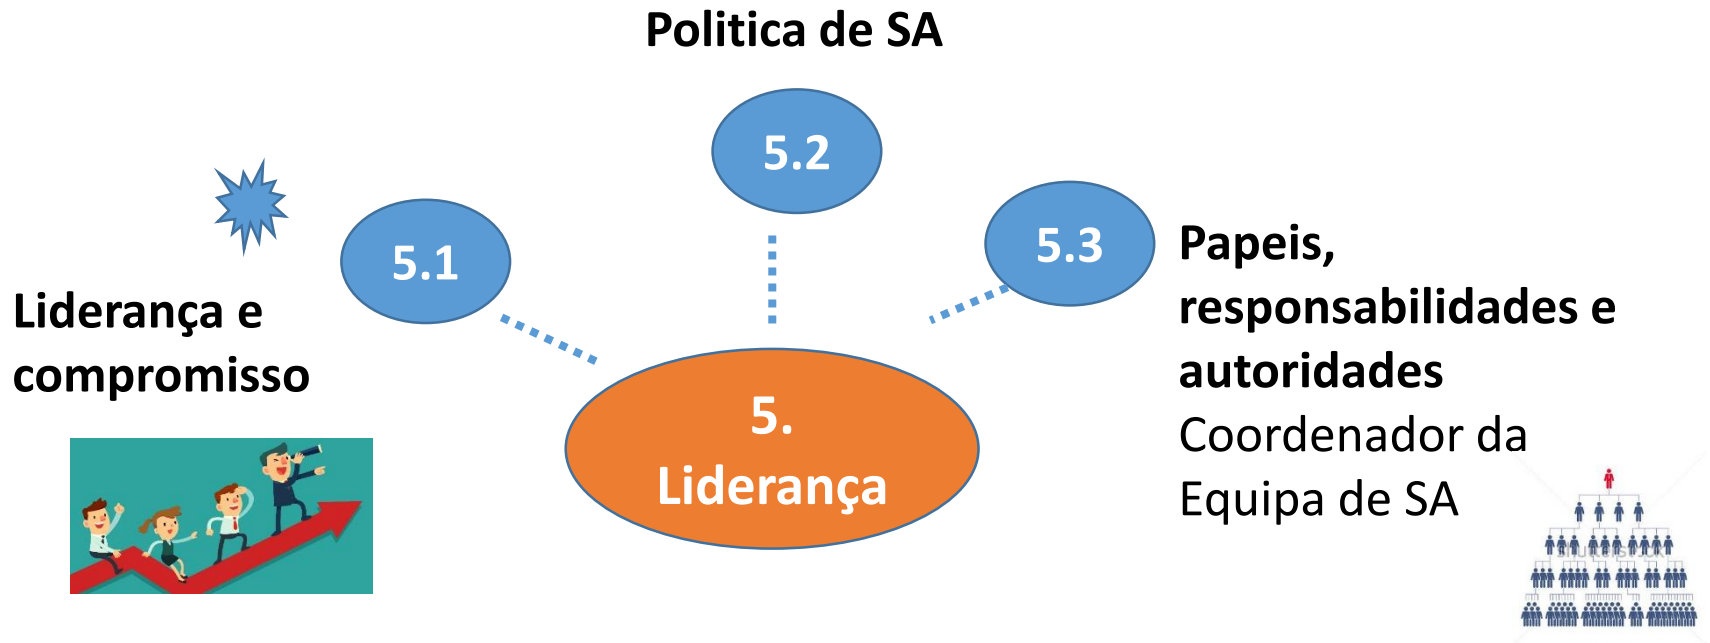 Politica de SA
5.2
5.1
5.3
Liderança e
compromisso
Papeis,
responsabilidades e
autoridades
Coordenador da
Equipa de SA
5.
Liderança
shutterstock